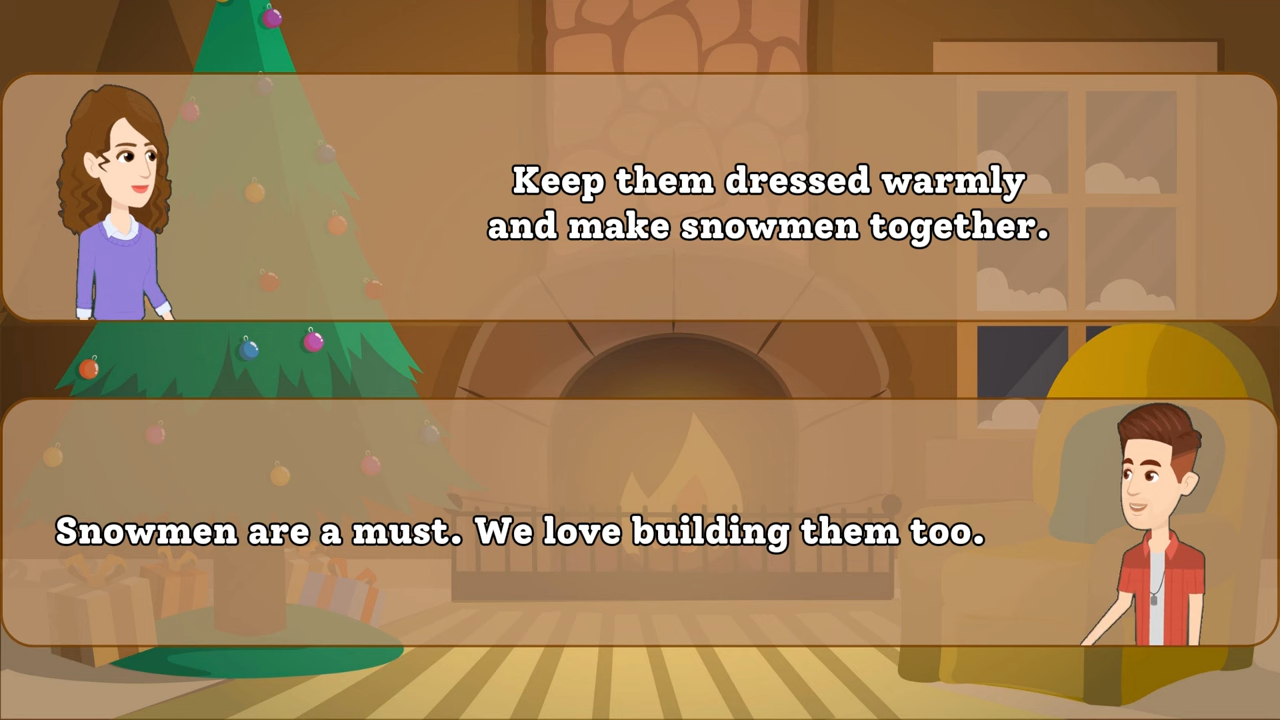 Keep them dressed warmly
and make snowmen together.
Snowmen are a must. We love building them too.